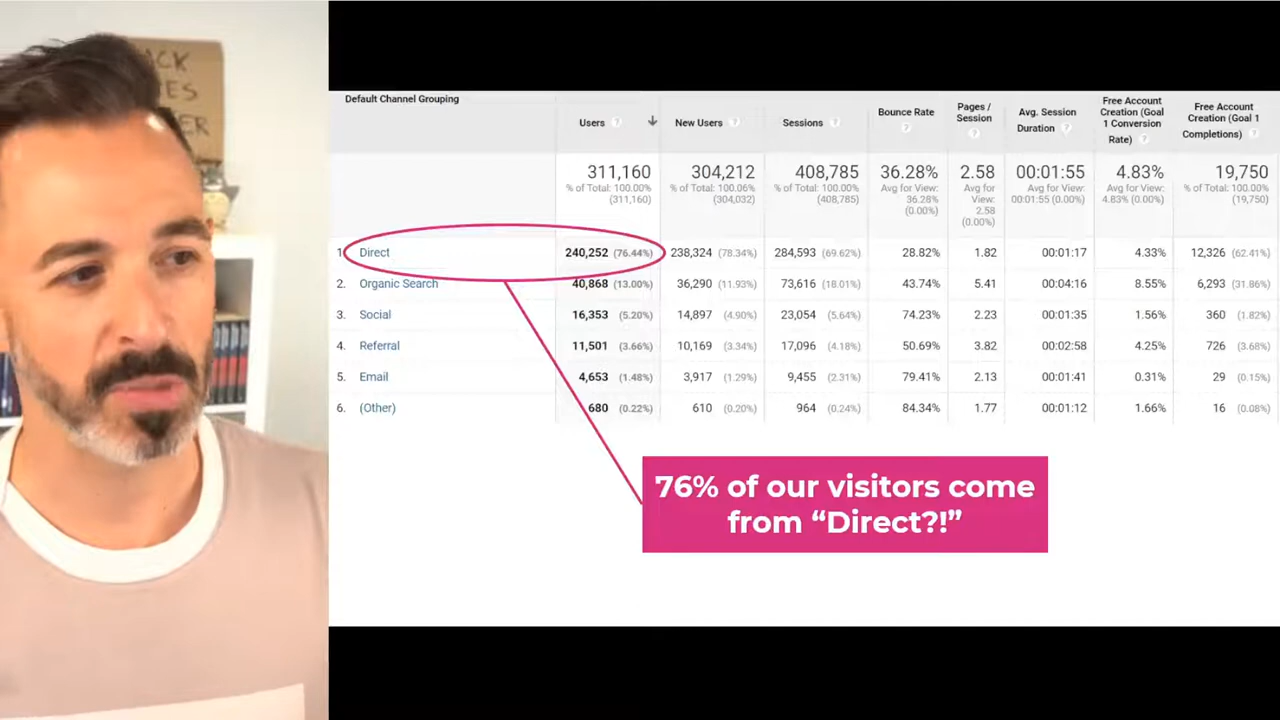 ACK
ES
ER
Default Channel Grouping
Users
New Users
Sessions
Bounce Rate
Pages /
Session
Avg. Session
Duration
Free Account
Creation (Goal
1 Conversion
Rate)
Free Account
Creation (Goal 1
Completions)
311,160
% of Total: 100.00%
(311,160)
304,212
% of Total: 100.06%
(304,032)
408,785
% of Total: 100.00%
(408,785)
36.28%
Avg for View:
36.28%
(0.00%)
2.58
Avg for
View:
2.58
(0.00%)
00:01:55
Avg for View:
00:01:55 (0.00%)
4.83%
Avg for View:
4.83% (0.00%)
19,750
% of Total: 100.00%
(19,750)
1. Direct 240,252 (76.44%) 238,324 (78.34%) 284,593 (69.62%) 28.82% 1.82 00:01:17 4.33% 12,326 (62.41%)
2. Organic Search 40,868 (13.00%) 36,290 (11.93%) 73,616 (18.01%) 43.74% 5.41 00:04:16 8.55% 6,293 (31.86%)
3. Social 16,353 (5.20%) 14,897 (4.90%) 23,054 (5.64%) 74.23% 2.23 00:01:35 1.56% 360 (1.82%)
4. Referral 11,501 (3.66%) 10,169 (3.34%) 17,096 (4.18%) 50.69% 3.82 00:02:58 4.25% 726 (3.68%)
5. Email 4,653 (1.48%) 3,917 (1.29%) 9,455 (2.31%) 79.41% 2.13 00:01:41 0.31% 29 (0.15%)
6. (Other) 680 (0.22%) 610 (0.20%) 964 (0.24%) 84.34% 1.77 00:01:12 1.66% 16 (0.08%)
76% of our visitors come
from “Direct?!”